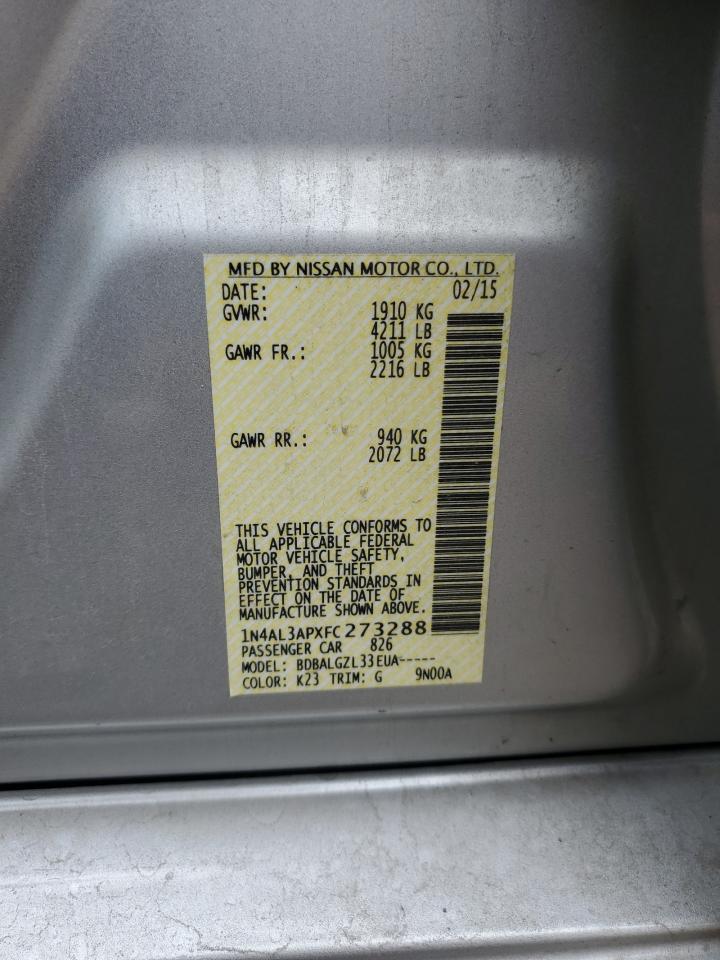 MFD BY NISSAN MOTOR CO., LTD.
DATE: 02/15
GVWR: 1910 KG
4211 LB
GAWR FR.: 1005 KG
2216 LB
GAWR RR.: 940 KG
2072 LB
THIS VEHICLE CONFORMS TO
ALL APPLICABLE FEDERAL
MOTOR VEHICLE SAFETY,
BUMPER, AND THEFT
PREVENTION STANDARDS IN
EFFECT ON THE DATE OF
MANUFACTURE SHOWN ABOVE.
1N4AL3APXFC273288
PASSENGER CAR 826
MODEL: BDBALGZL33EUA-----
COLOR: K23 TRIM: G 9N00A